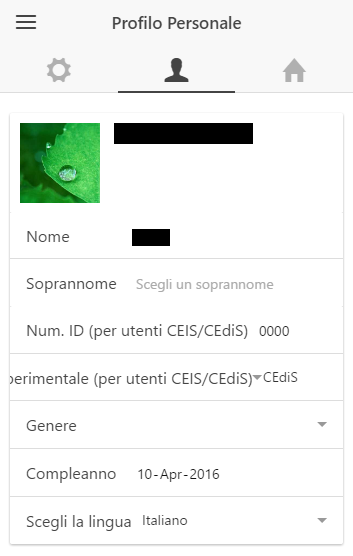 Profilo Personale
Nome
Soprannome Scegli un soprannome
Num. ID (per utenti CEIS/CEdiS) 0000
perimentale (per utenti CEIS/CEdiS) CEdiS
Genere
Compleanno 10-Apr-2016
Scegli la lingua Italiano